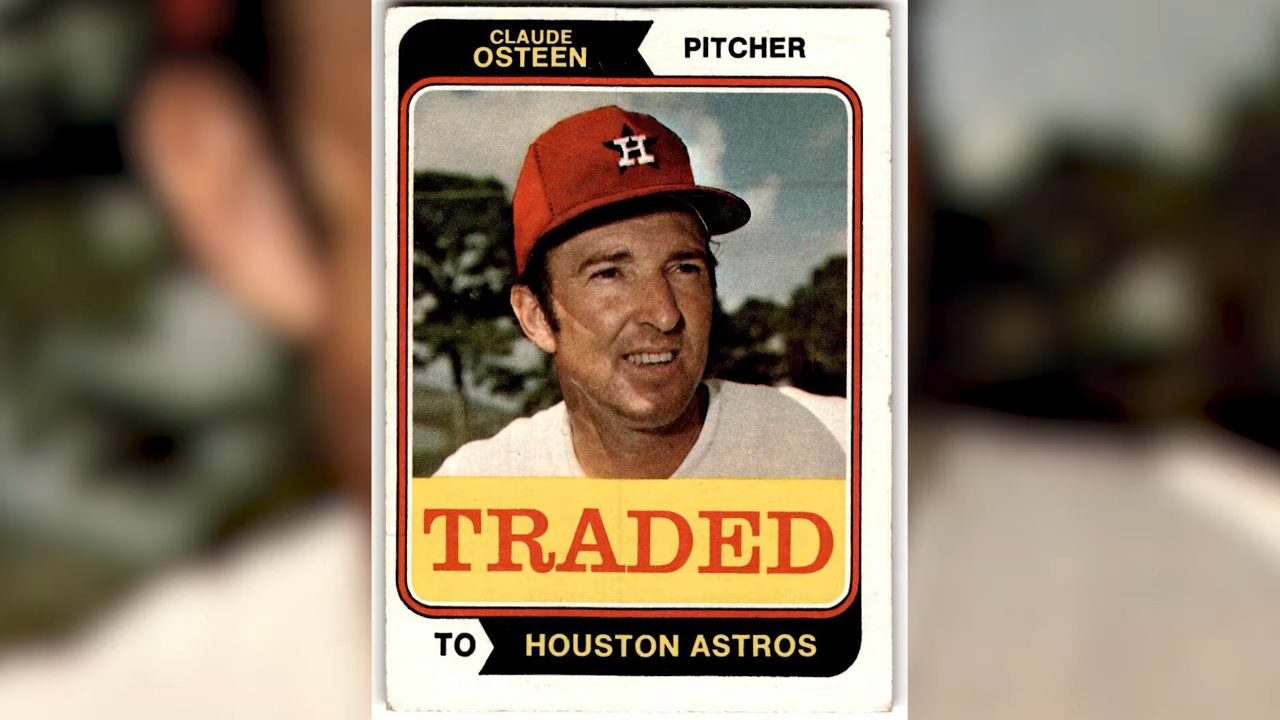 CLAUDE
OSTEEN
PITCHER
H
TRADED
TO
HOUSTON ASTROS